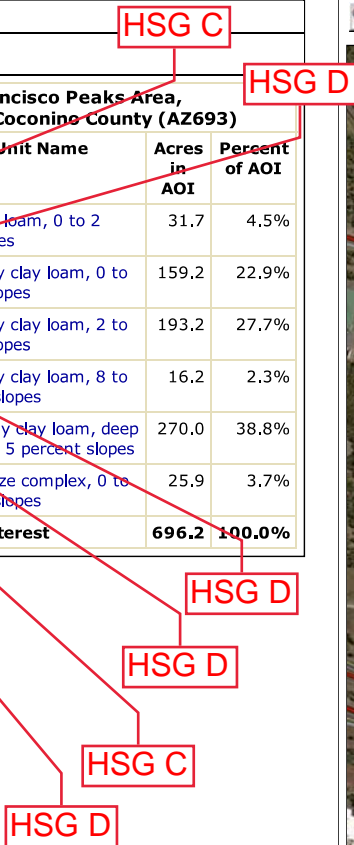 HSG C
HSG D
ncisco Peaks Area,
Coconino County (AZ693)
Unit Name
Acres in AOI
Percent of AOI
loam, 0 to 2
es
31.7
4.5%
y clay loam, 0 to
lopes
159.2
22.9%
y clay loam, 2 to
opes
193.2
27.7%
y clay loam, 8 to
slopes
16.2
2.3%
y clay loam, deep
5 percent slopes
270.0
38.8%
ze complex, 0 to
slopes
25.9
3.7%
terest
696.2
100.0%
HSG D
HSG D
HSG C
HSG D